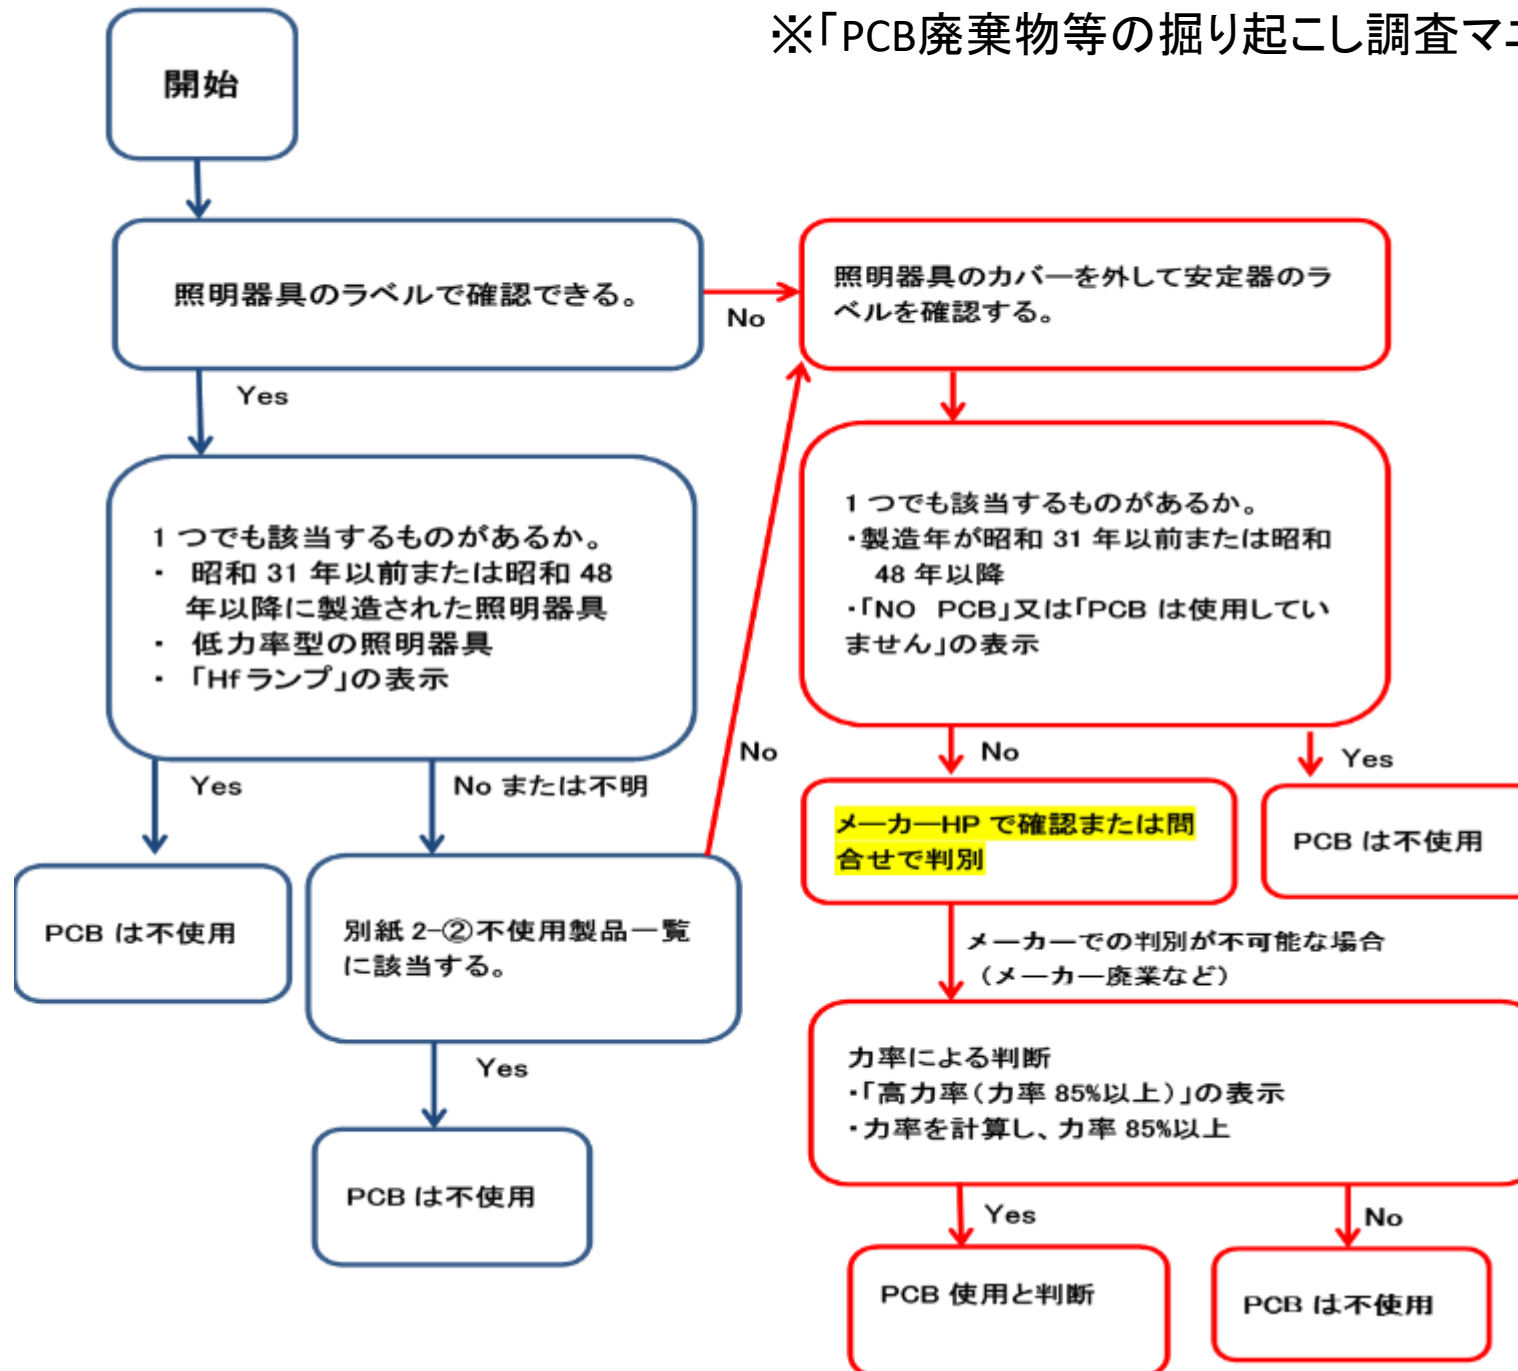 ※「PCB廃棄物等の掘り起こし調査マニ
開始
照明器具のラベルで確認できる。
No
照明器具のカバーを外して安定器のラ
ベルを確認する。
Yes
1 つでも該当するものがあるか。
・ 昭和 31 年以前または昭和 48
年以降に製造された照明器具
・ 低力率型の照明器具
・ 「Hf ランプ」の表示
1 つでも該当するものがあるか。
・製造年が昭和 31 年以前または昭和
48 年以降
・「NO PCB」又は「PCB は使用してい
ません」の表示
Yes
No または不明
No
No
Yes
PCB は不使用
別紙 2-②不使用製品一覧
に該当する。
メーカーHP で確認または問
合せで判別
PCB は不使用
メーカーでの判別が不可能な場合
（メーカー廃業など）
Yes
力率による判断
・「高力率（力率 85%以上）」の表示
・力率を計算し、力率 85%以上
PCB は不使用
Yes
No
PCB 使用と判断
PCB は不使用